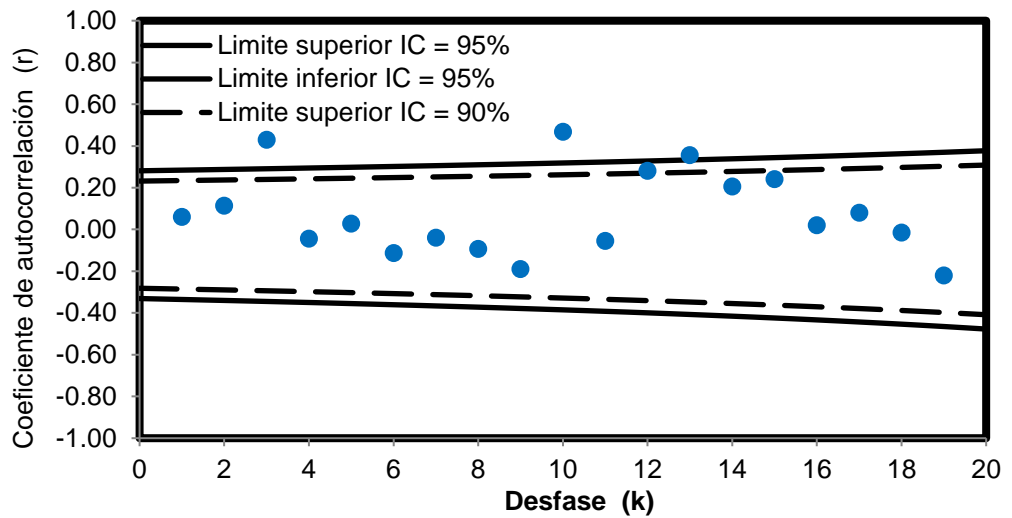 1.00
0.80
0.60
0.40
0.20
0.00
-0.20
-0.40
-0.60
-0.80
-1.00
Coeficiente de autocorrelación (r)
Limite superior IC = 95%
Limite inferior IC = 95%
Limite superior IC = 90%
0 2 4 6 8 10 12 14 16 18 20
Desfase (k)